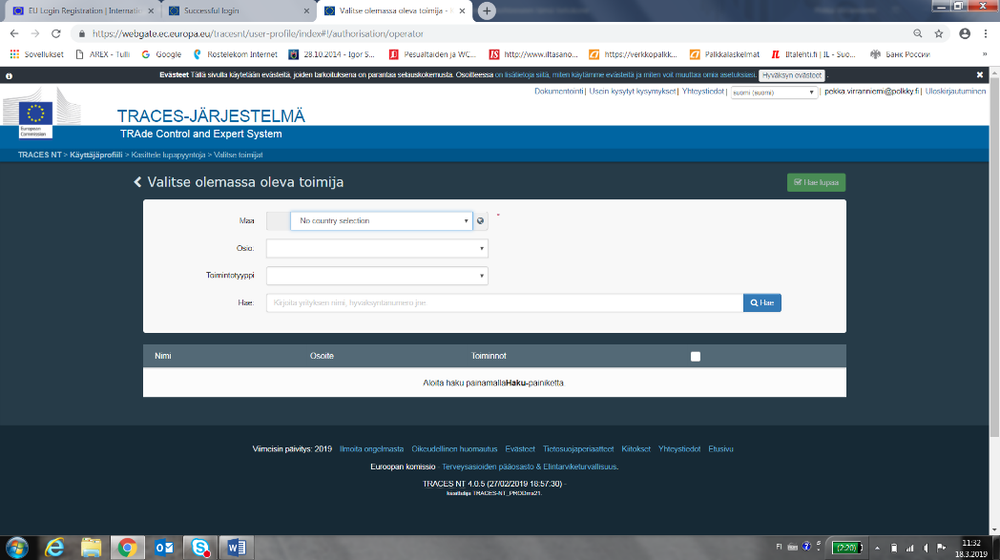 EU Login Registration | Internatio
Successful login
Valitse olemassa oleva toimija -
https://webgate.ec.europa.eu/tracesnt/user-profile/index#!/authorisation/operator
Sovellukset AREX - Tulli Google Rostelekom Internet 28.10.2014 - Igor S... Pesualtaiden ja WC... http://www.iltasano... https://verkkopalkk... Palkkalaskelmat Iltalehti.fi | IL - Suo... Банк России »
Evästeet Tällä sivulla käytetään evästeitä, joiden tarkoituksena on parantaa selauskokemusta. Osoitteessa on lisätietoja siitä, miten käytämme evästeitä ja miten voit muuttaa omia asetuksiasi. Hyväksyn evästeet
Dokumentointi | Usein kysytyt kysymykset | Yhteystiedot | suomi (suomi) pekka.virranniemi@polkky.fi | Uloskirjautuminen
European
Commission
TRACES-JÄRJESTELMÄ
TRAde Control and Expert System
TRACES NT > Käyttäjäprofiili > Käsittele lupapyyntöjä > Valitse toimijat
Valitse olemassa oleva toimija
Hae lupaa
Maa No country selection *
Osio:
Toimintotyyppi
Hae: Kirjoita yrityksen nimi, hyväksyntänumero jne. Hae
Nimi Osoite Toiminnot
Aloita haku painamallaHaku-painiketta
Viimeisin päivitys: 2019 Ilmoita ongelmasta Oikeudellinen huomautus Evästeet Tietosuojaperiaatteet Kiitokset Yhteystiedot Etusivu
Euroopan komissio - Terveysasioiden pääosasto & Elintarviketurvallisuus.
TRACES NT 4.0.5 (27/02/2019 18:57:30) -
käsittelijä TRACES-NT_PRODms21.
FI (2:20) 11:32
18.3.2019